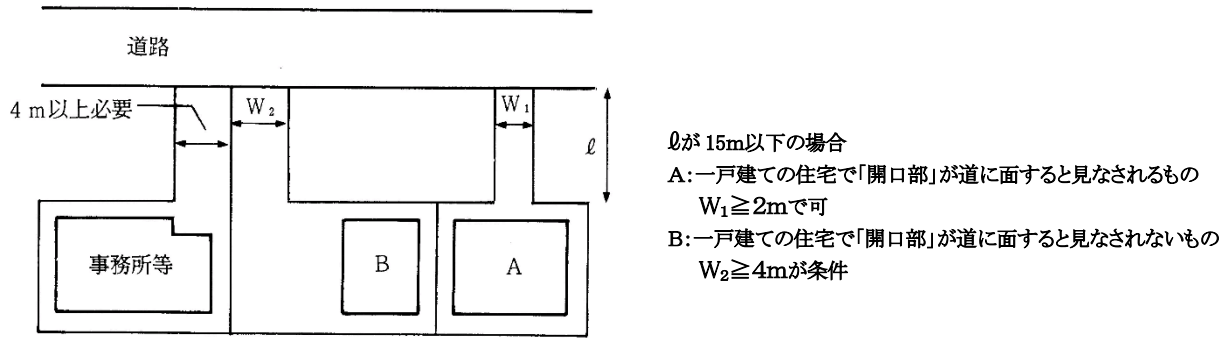 道路
4 m以上必要
W₂
W₁
ℓ
事務所等
B
A
ℓが 15m以下の場合
A:一戸建ての住宅で「開口部」が道に面すると見なされるもの
W₁≧2mで可
B:一戸建ての住宅で「開口部」が道に面すると見なされないもの
W₂≧4mが条件